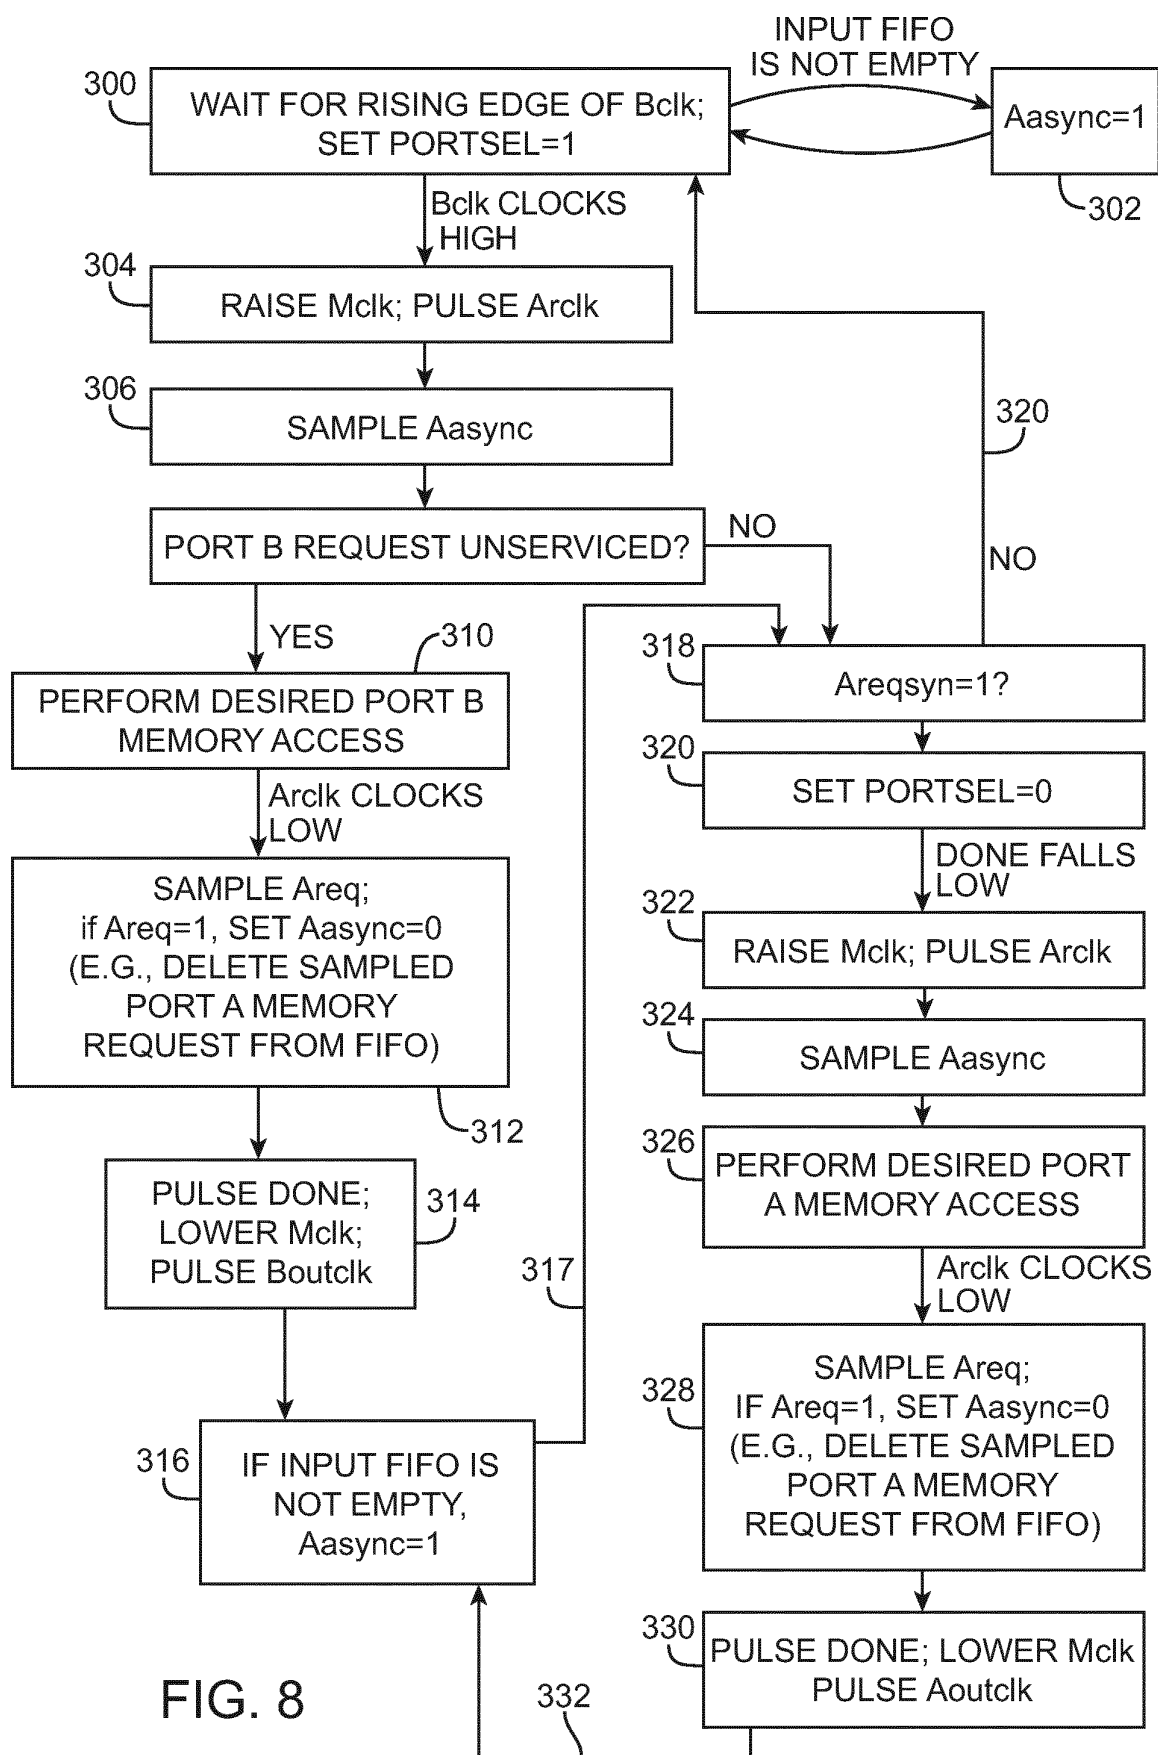 INPUT FIFO
IS NOT EMPTY
300
WAIT FOR RISING EDGE OF Bclk;
SET PORTSEL=1
Aasync=1
302
Bclk CLOCKS
HIGH
304
RAISE Mclk; PULSE Arclk
306
SAMPLE Aasync
320
PORT B REQUEST UNSERVICED?
NO
NO
YES
310
PERFORM DESIRED PORT B
MEMORY ACCESS
Arclk CLOCKS
LOW
SAMPLE Areq;
if Areq=1, SET Aasync=0
(E.G., DELETE SAMPLED
PORT A MEMORY
REQUEST FROM FIFO)
312
PULSE DONE;
LOWER Mclk;
PULSE Boutclk
314
316
IF INPUT FIFO IS
NOT EMPTY,
Aasync=1
317
318
Areqsyn=1?
320
SET PORTSEL=0
DONE FALLS
LOW
322
RAISE Mclk; PULSE Arclk
324
SAMPLE Aasync
326
PERFORM DESIRED PORT
A MEMORY ACCESS
Arclk CLOCKS
LOW
328
SAMPLE Areq;
IF Areq=1, SET Aasync=0
(E.G., DELETE SAMPLED
PORT A MEMORY
REQUEST FROM FIFO)
330
PULSE DONE; LOWER Mclk
PULSE Aoutclk
332
FIG. 8